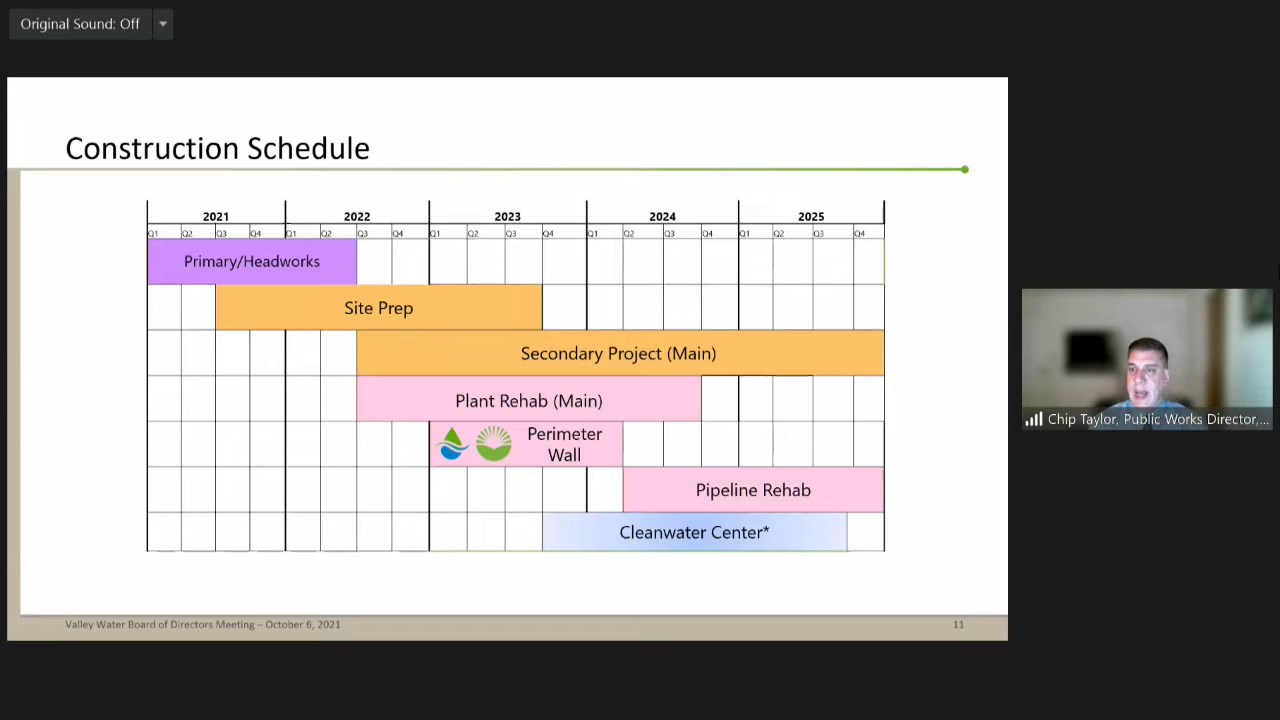 Original Sound: Off
Construction Schedule
2021 2022 2023 2024 2025
Q1 Q2 Q3 Q4 Q1 Q2 Q3 Q4 Q1 Q2 Q3 Q4 Q1 Q2 Q3 Q4 Q1 Q2 Q3 Q4
Primary/Headworks
Site Prep
Secondary Project (Main)
Plant Rehab (Main)
Perimeter
Wall
Pipeline Rehab
Cleanwater Center*
Chip Taylor, Public Works Director,...
Valley Water Board of Directors Meeting – October 6, 2021
11